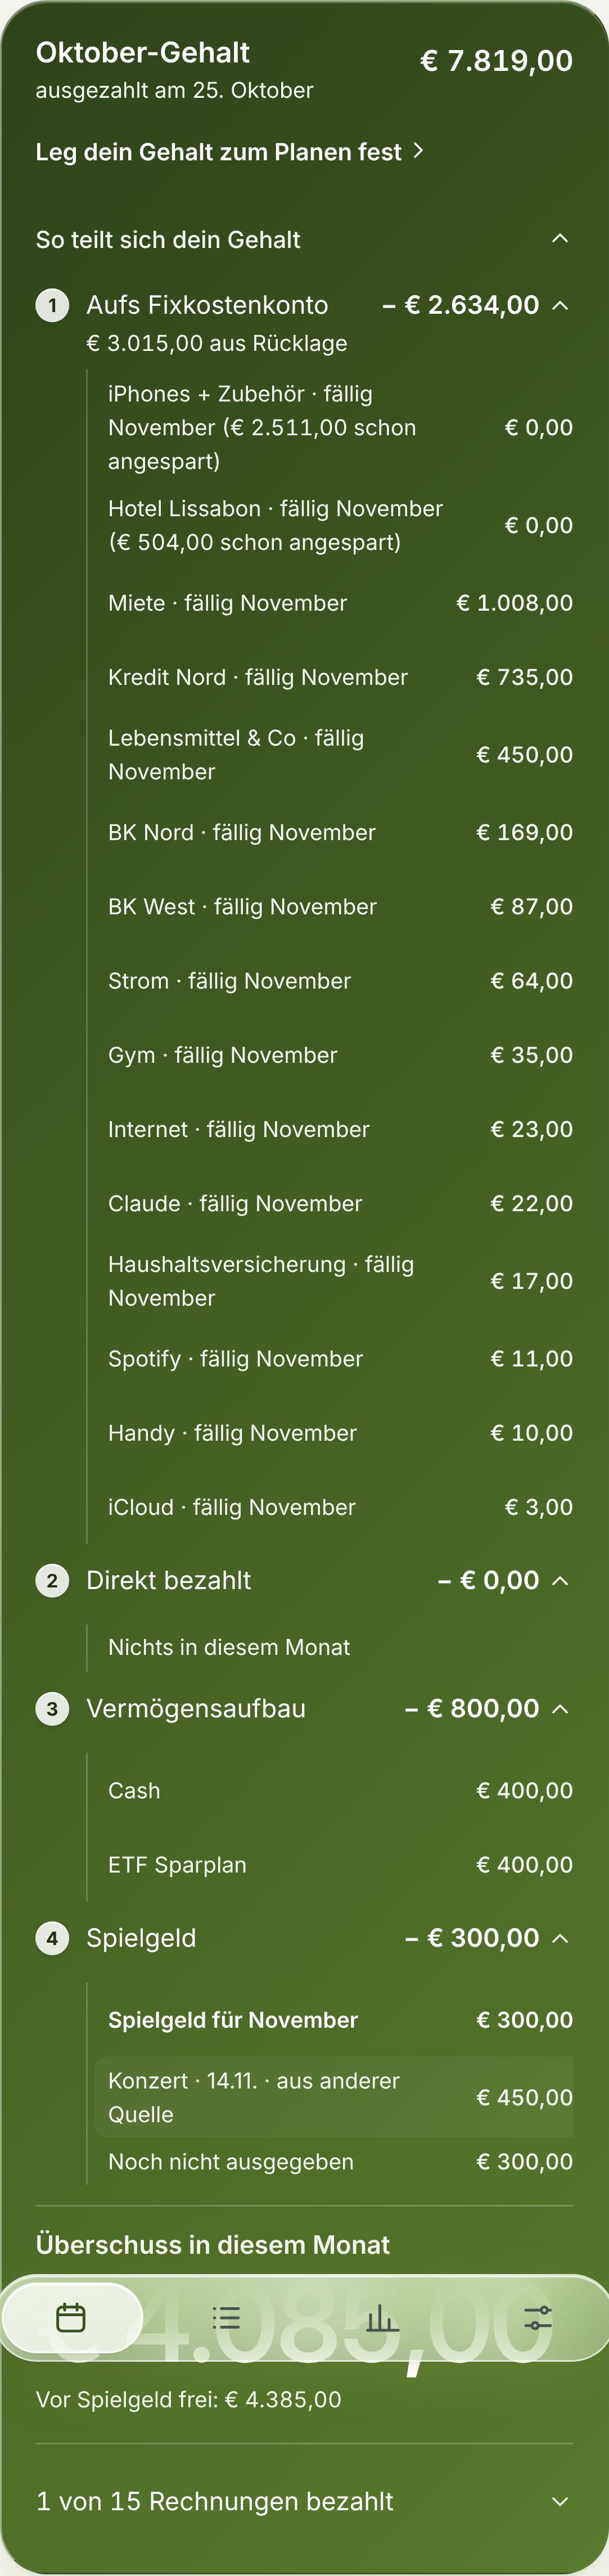 Oktober-Gehalt
€ 7.819,00
ausgezahlt am 25. Oktober
Leg dein Gehalt zum Planen fest
So teilt sich dein Gehalt
1 Aufs Fixkostenkonto – € 2.634,00
€ 3.015,00 aus Rücklage
iPhones + Zubehör · fällig
November (€ 2.511,00 schon
angespart)
€ 0,00
Hotel Lissabon · fällig November
(€ 504,00 schon angespart)
€ 0,00
Miete · fällig November € 1.008,00
Kredit Nord · fällig November € 735,00
Lebensmittel & Co · fällig
November
€ 450,00
BK Nord · fällig November € 169,00
BK West · fällig November € 87,00
Strom · fällig November € 64,00
Gym · fällig November € 35,00
Internet · fällig November € 23,00
Claude · fällig November € 22,00
Haushaltsversicherung · fällig
November
€ 17,00
Spotify · fällig November € 11,00
Handy · fällig November € 10,00
iCloud · fällig November € 3,00
2 Direkt bezahlt – € 0,00
Nichts in diesem Monat
3 Vermögensaufbau – € 800,00
Cash € 400,00
ETF Sparplan € 400,00
4 Spielgeld – € 300,00
Spielgeld für November € 300,00
Konzert · 14.11. · aus anderer
Quelle
€ 450,00
Noch nicht ausgegeben € 300,00
Überschuss in diesem Monat
€ 4.085,00
Vor Spielgeld frei: € 4.385,00
1 von 15 Rechnungen bezahlt